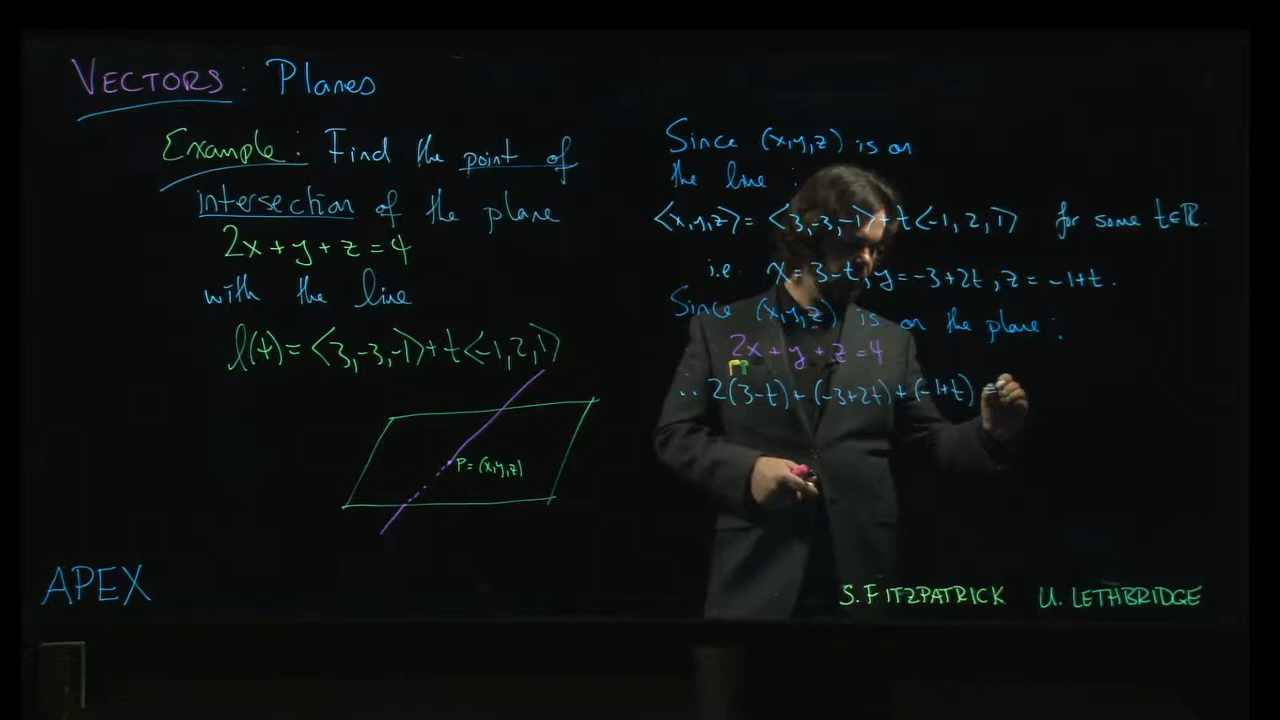 VECTORS: Planes
Example: Find the point of
intersection of the plane
2x+y+z=4
with the line
l(t)=⟨3,-3,-1⟩+t⟨-1,2,1⟩
P=(x,y,z)
Since (x,y,z) is on
the line :
⟨x,y,z⟩=⟨3,-3,-1⟩+t⟨-1,2,1⟩ for some t∈ℝ.
i.e. x=3-t, y=-3+2t, z=-1+t.
Since (x,y,z) is on the plane:
2x+y+z=4
∴ 2(3-t)+(-3+2t)+(-1+t)=
APEX
S. FITZPATRICK U. LETHBRIDGE